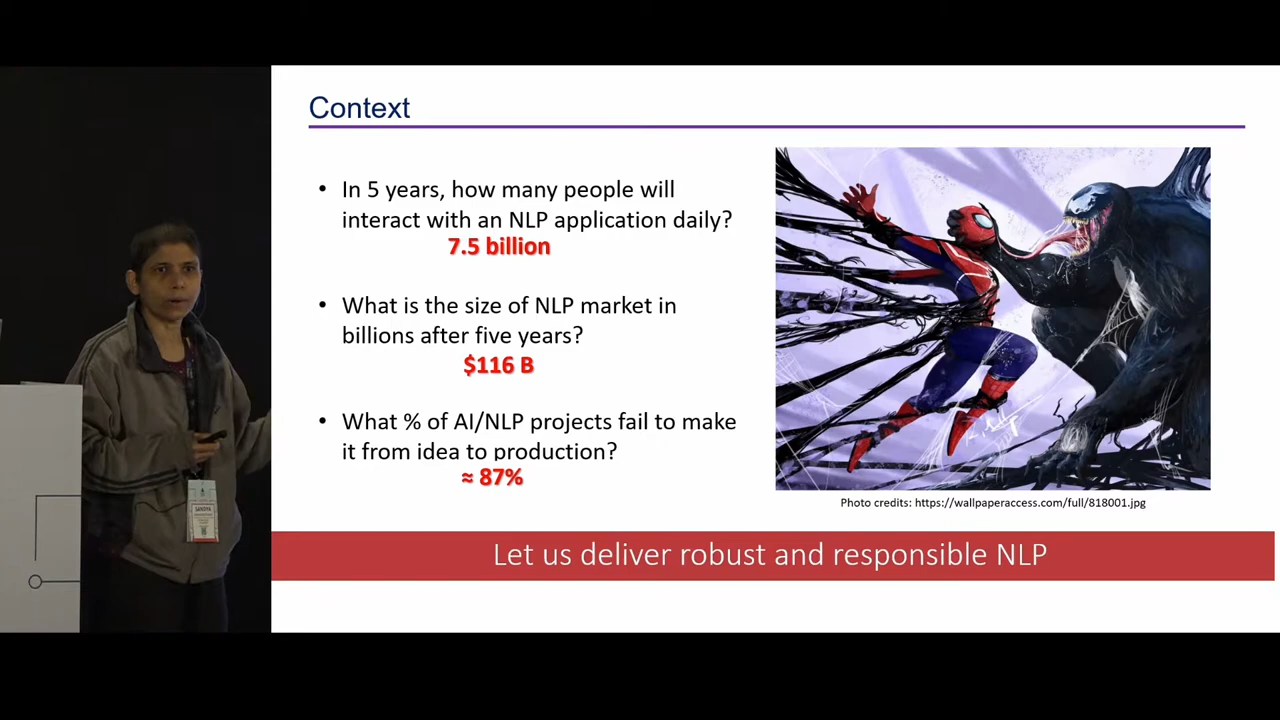 Context
• In 5 years, how many people will
interact with an NLP application daily?
7.5 billion
• What is the size of NLP market in
billions after five years?
$116 B
• What % of AI/NLP projects fail to make
it from idea to production?
≈ 87%
Photo credits: https://wallpaperaccess.com/full/818001.jpg
Let us deliver robust and responsible NLP
SANDYA